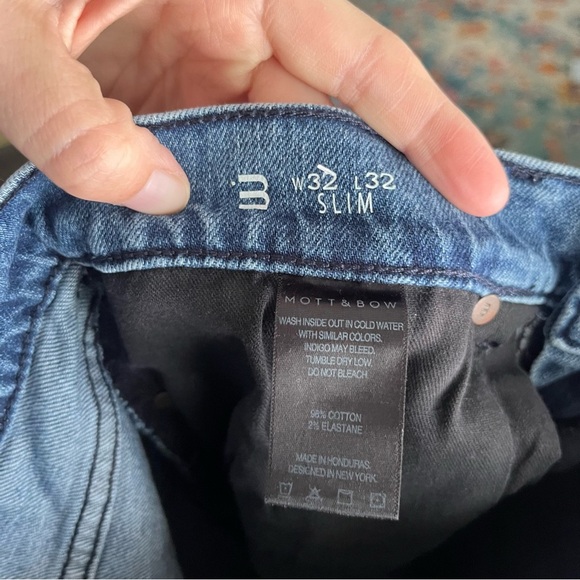 W32 L32
SLIM
MOTT & BOW
WASH INSIDE OUT IN COLD WATER
WITH SIMILAR COLORS.
INDIGO MAY BLEED.
TUMBLE DRY LOW.
DO NOT BLEACH.
98% COTTON
2% ELASTANE
MADE IN HONDURAS.
DESIGNED IN NEW YORK.